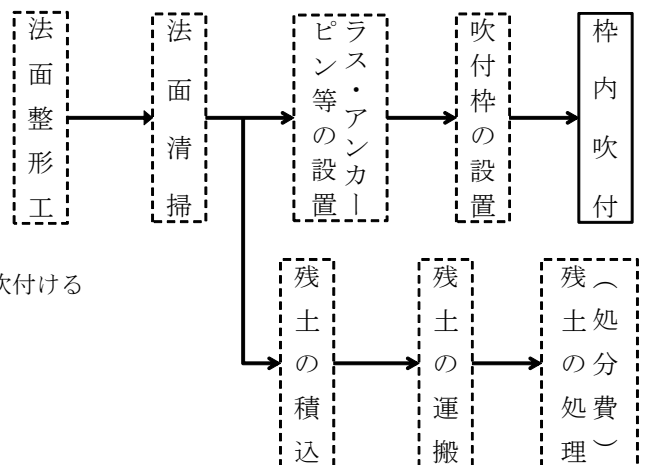 法面整形工
法面清掃
ラス・アンカー
ピン等の設置
吹付枠の設置
枠内吹付
吹付ける
残土の積込
残土の運搬
残土の処理
（処分費）